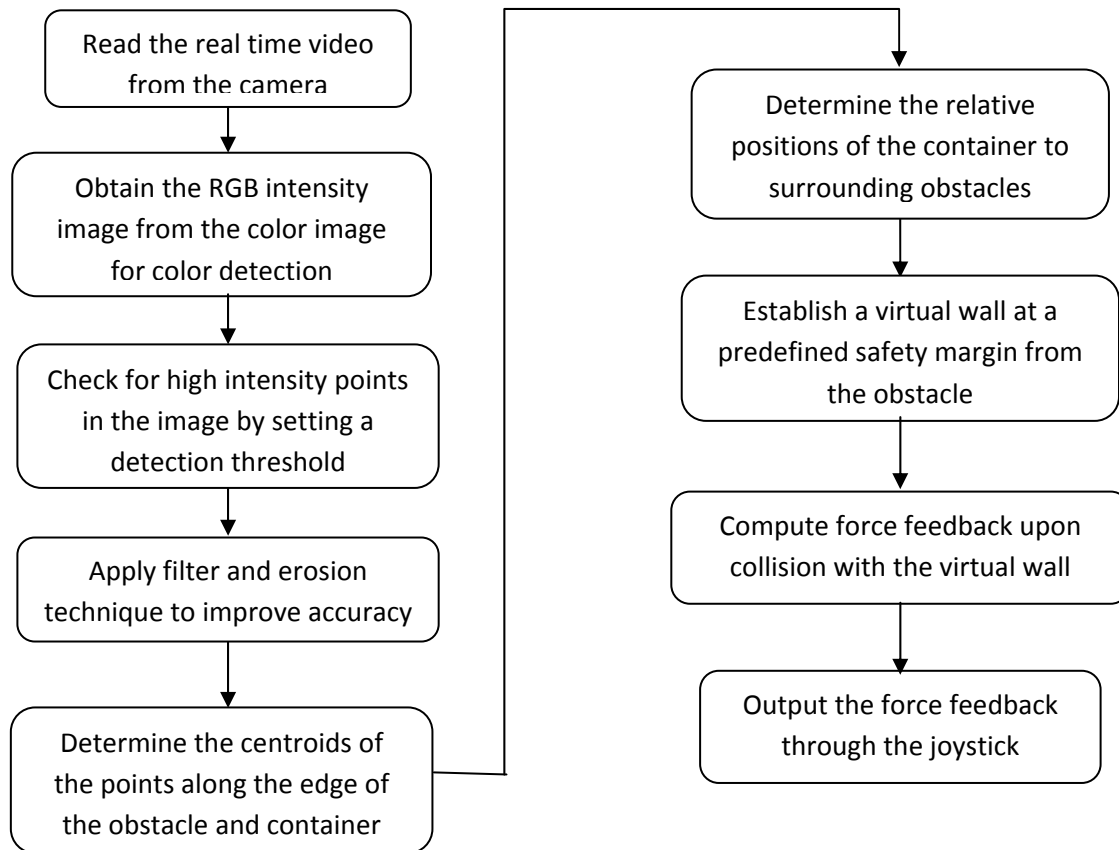 Read the real time video
from the camera
Obtain the RGB intensity
image from the color image
for color detection
Check for high intensity points
in the image by setting a
detection threshold
Apply filter and erosion
technique to improve accuracy
Determine the centroids of
the points along the edge of
the obstacle and container
Determine the relative
positions of the container to
surrounding obstacles
Establish a virtual wall at a
predefined safety margin from
the obstacle
Compute force feedback upon
collision with the virtual wall
Output the force feedback
through the joystick